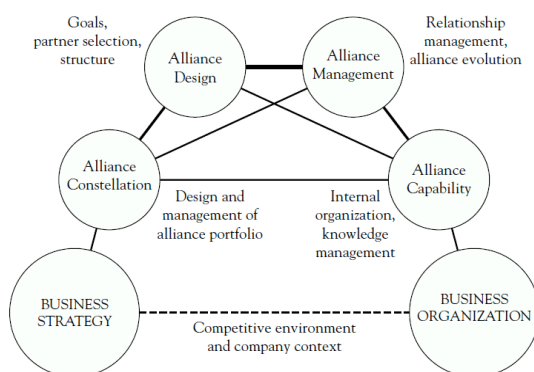 Goals,
partner selection,
structure
Alliance
Design
Alliance
Management
Relationship
management,
alliance evolution
Alliance
Constellation
Design and
management of
alliance portfolio
Internal
organization,
knowledge
management
Alliance
Capability
BUSINESS
STRATEGY
Competitive environment
and company context
BUSINESS
ORGANIZATION